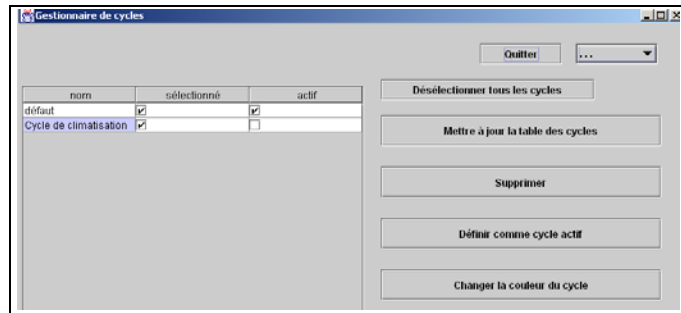 Gestionnaire de cycles
Quitter ...
nom sélectionné actif
défaut
Cycle de climatisation
Désélectionner tous les cycles
Mettre à jour la table des cycles
Supprimer
Définir comme cycle actif
Changer la couleur du cycle